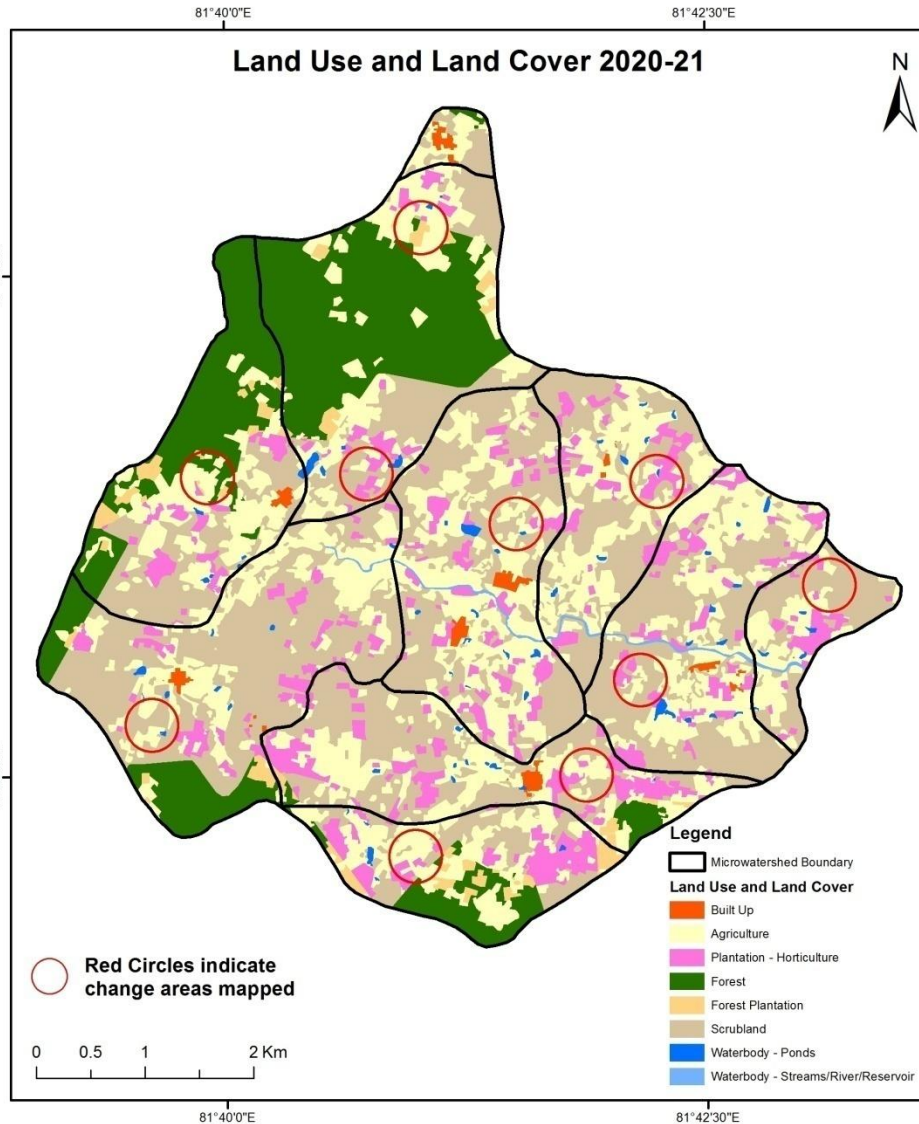 81°40'0"E
81°42'30"E
Land Use and Land Cover 2020-21
N
Legend
Microwatershed Boundary
Land Use and Land Cover
Built Up
Agriculture
Plantation - Horticulture
Forest
Forest Plantation
Scrubland
Waterbody - Ponds
Waterbody - Streams/River/Reservoir
Red Circles indicate
change areas mapped
0 0.5 1 2 Km
81°40'0"E
81°42'30"E